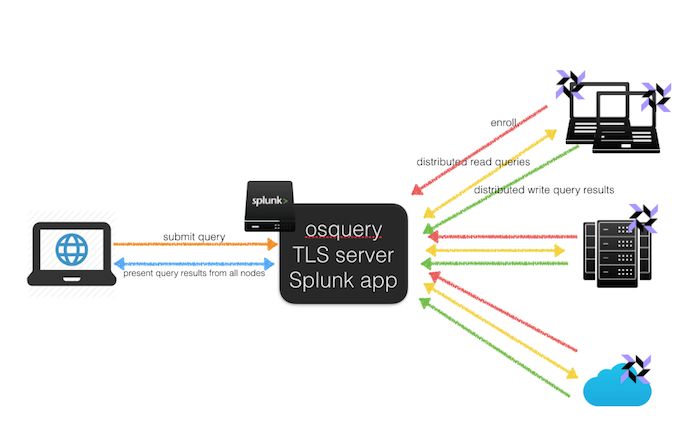 enroll
distributed read queries
distributed write query results
splunk>
submit query
present query results from all nodes
osquery
TLS server
Splunk app